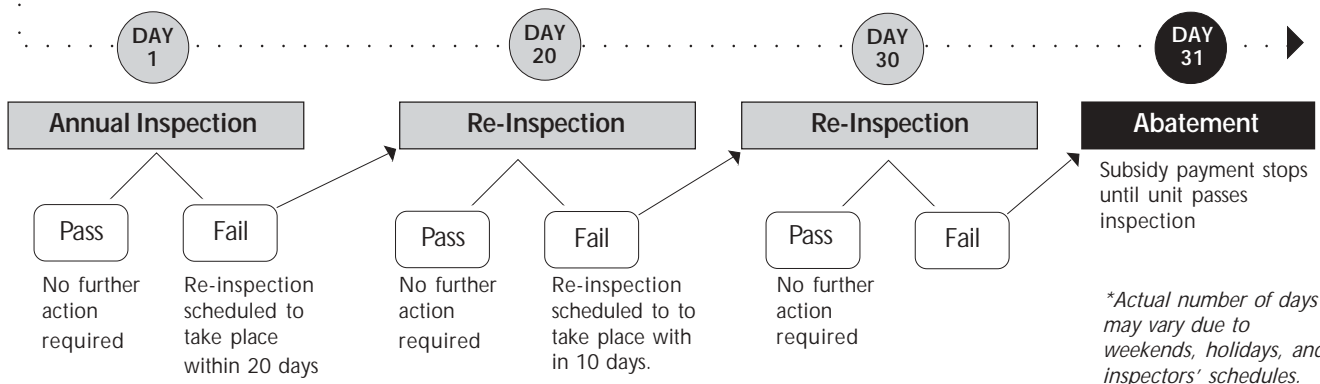 DAY
1
DAY
20
DAY
30
DAY
31
Annual Inspection
Re-Inspection
Re-Inspection
Abatement
Pass
Fail
Pass
Fail
Pass
Fail
No further
action
required
Re-inspection
scheduled to
take place
within 20 days
No further
action
required
Re-inspection
scheduled to to
take place with
in 10 days.
No further
action
required
Subsidy payment stops
until unit passes
inspection
*Actual number of days
may vary due to
weekends, holidays, and
inspectors' schedules.